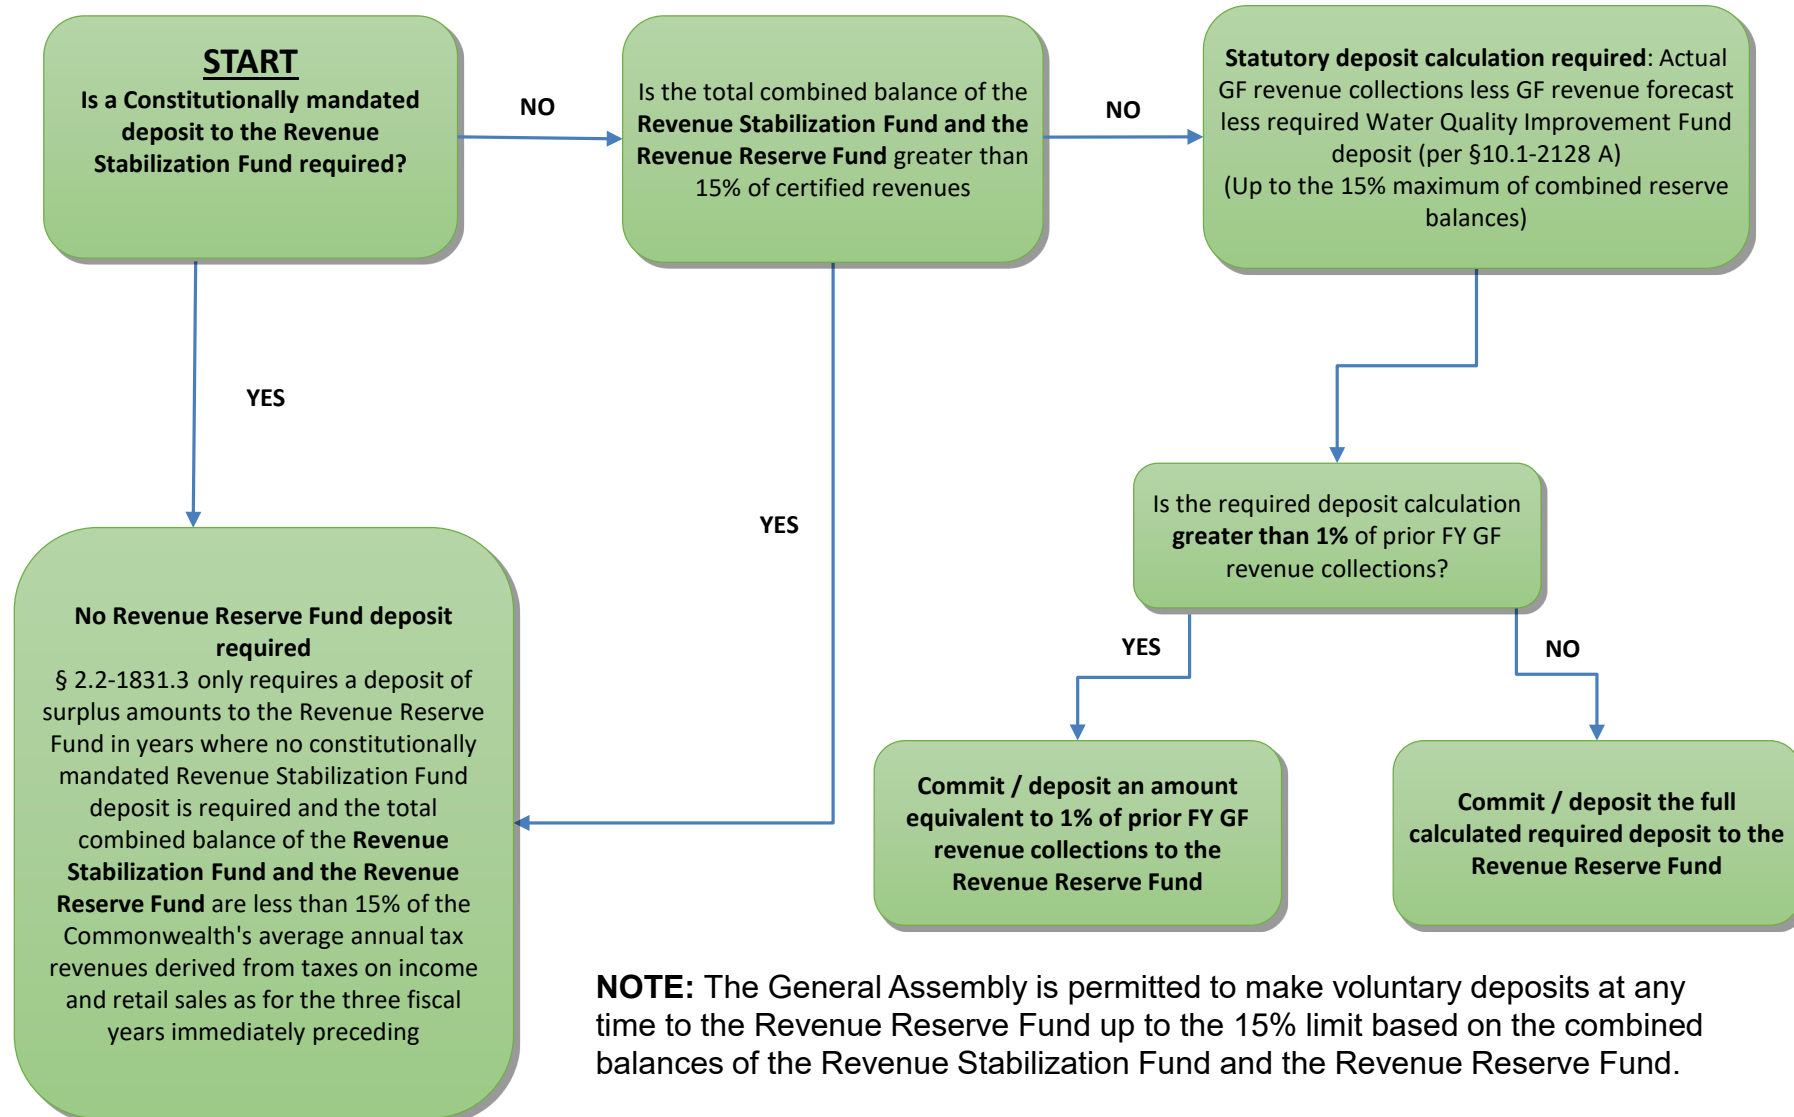 START
Is a Constitutionally mandated
deposit to the Revenue
Stabilization Fund required?
NO
Is the total combined balance of the
Revenue Stabilization Fund and the
Revenue Reserve Fund greater than
15% of certified revenues
NO
Statutory deposit calculation required: Actual
GF revenue collections less GF revenue forecast
less required Water Quality Improvement Fund
deposit (per §10.1-2128 A)
(Up to the 15% maximum of combined reserve
balances)
YES
YES
No Revenue Reserve Fund deposit
required
§ 2.2-1831.3 only requires a deposit of
surplus amounts to the Revenue Reserve
Fund in years where no constitutionally
mandated Revenue Stabilization Fund
deposit is required and the total
combined balance of the Revenue
Stabilization Fund and the Revenue
Reserve Fund are less than 15% of the
Commonwealth's average annual tax
revenues derived from taxes on income
and retail sales as for the three fiscal
years immediately preceding
Is the required deposit calculation
greater than 1% of prior FY GF
revenue collections?
YES
NO
Commit / deposit an amount
equivalent to 1% of prior FY GF
revenue collections to the
Revenue Reserve Fund
Commit / deposit the full
calculated required deposit to the
Revenue Reserve Fund
NOTE: The General Assembly is permitted to make voluntary deposits at any
time to the Revenue Reserve Fund up to the 15% limit based on the combined
balances of the Revenue Stabilization Fund and the Revenue Reserve Fund.